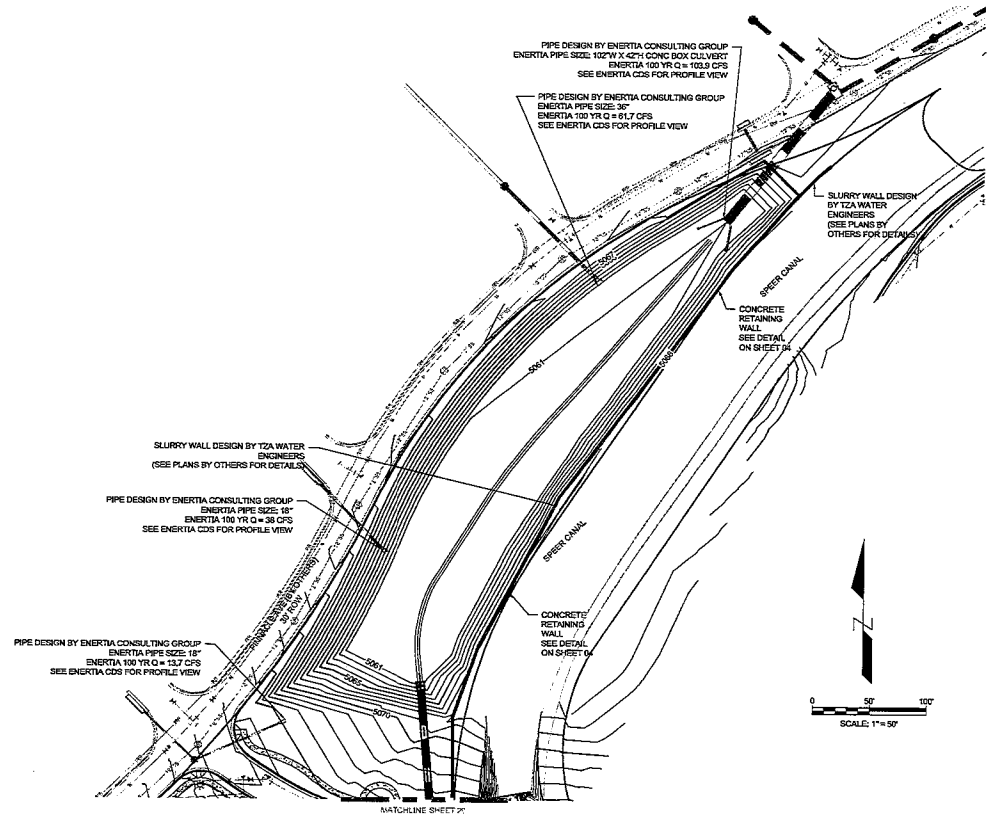 PIPE DESIGN BY ENERTIA CONSULTING GROUP
ENERTIA PIPE SIZE: 102"W X 42"H CONC BOX CULVERT
ENERTIA 100 YR Q = 103.9 CFS
SEE ENERTIA CDS FOR PROFILE VIEW
PIPE DESIGN BY ENERTIA CONSULTING GROUP
ENERTIA PIPE SIZE: 36"
ENERTIA 100 YR Q = 61.7 CFS
SEE ENERTIA CDS FOR PROFILE VIEW
SLURRY WALL DESIGN
BY TZA WATER
ENGINEERS
(SEE PLANS BY
OTHERS FOR DETAILS)
5067
SPEER CANAL
CONCRETE
RETAINING
WALL
SEE DETAIL
ON SHEET 04
5061
5066
SLURRY WALL DESIGN BY TZA WATER
ENGINEERS
(SEE PLANS BY OTHERS FOR DETAILS)
PIPE DESIGN BY ENERTIA CONSULTING GROUP
ENERTIA PIPE SIZE: 18"
ENERTIA 100 YR Q = 38 CFS
SEE ENERTIA CDS FOR PROFILE VIEW
SPEER CANAL
(BY OTHERS)
30' ROW
CONCRETE
RETAINING
WALL
SEE DETAIL
ON SHEET 04
PIPE DESIGN BY ENERTIA CONSULTING GROUP
ENERTIA PIPE SIZE: 18"
ENERTIA 100 YR Q = 13.7 CFS
SEE ENERTIA CDS FOR PROFILE VIEW
5061
5065
5070
N
0 50' 100'
SCALE: 1" = 50'
MATCHLINE SHEET